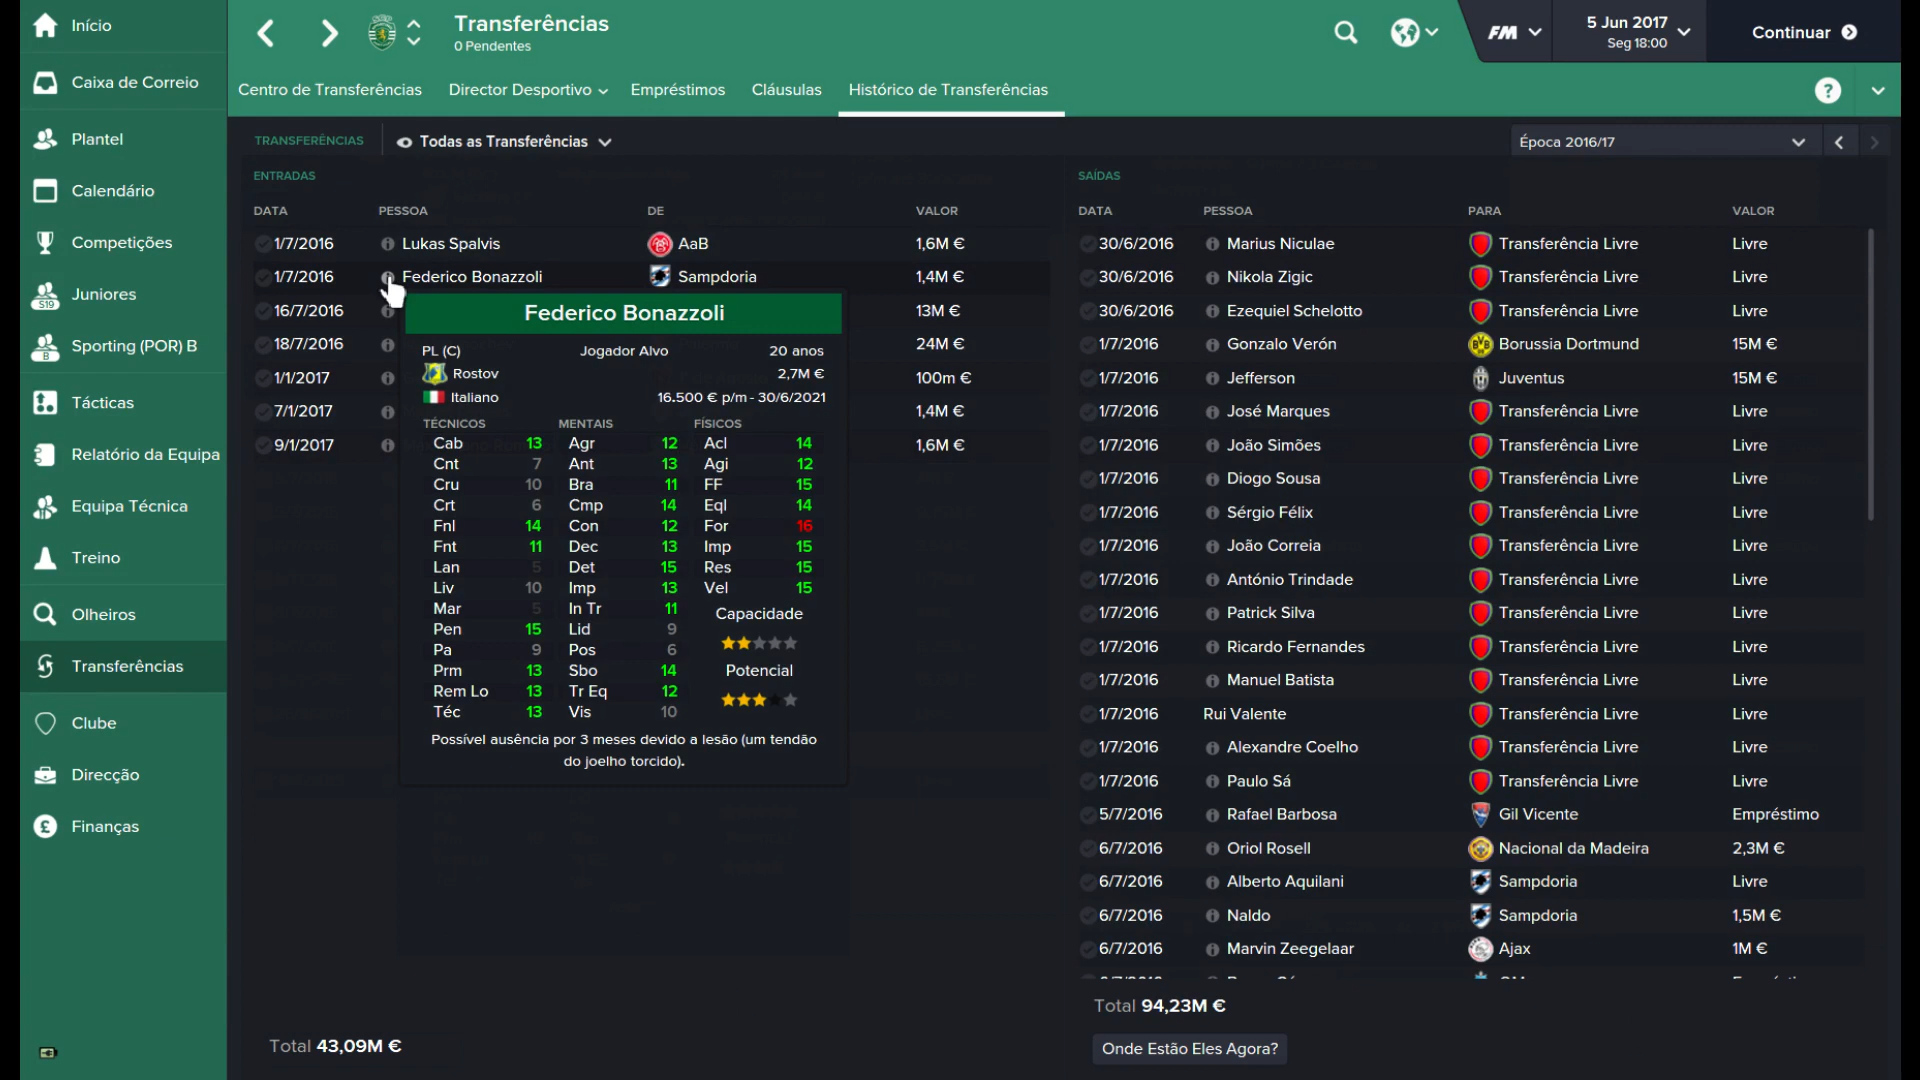 Início
Caixa de Correio
Plantel
Calendário
Competições
S19
Juniores
B
Sporting (POR) B
Tácticas
Relatório da Equipa
Equipa Técnica
Treino
Olheiros
Transferências
Clube
Direcção
£
Finanças
Transferências
0 Pendentes
FM
5 Jun 2017
Seg 18:00
Continuar
Centro de Transferências
Director Desportivo
Empréstimos
Cláusulas
Histórico de Transferências
?
TRANSFERÊNCIAS
Todas as Transferências
Época 2016/17
ENTRADAS
DATA PESSOA DE VALOR
1/7/2016 Lukas Spalvis AaB 1,6M €
1/7/2016 Federico Bonazzoli Sampdoria 1,4M €
16/7/2016 13M €
18/7/2016 24M €
1/1/2017 100m €
7/1/2017 1,4M €
9/1/2017 1,6M €
Federico Bonazzoli
PL (C) Jogador Alvo 20 anos
Rostov 2,7M €
Italiano 16.500 € p/m - 30/6/2021
TÉCNICOS MENTAIS FÍSICOS
Cab 13 Agr 12 Acl 14
Cnt 7 Ant 13 Agi 12
Cru 10 Bra 11 FF 15
Crt 6 Cmp 14 Eql 14
Fnl 14 Con 12 For 16
Fnt 11 Dec 13 Imp 15
Lan 5 Det 15 Res 15
Liv 10 Imp 13 Vel 15
Mar 5 In Tr 11
Capacidade
Pen 15 Lid 9
Pa 9 Pos 6
Prm 13 Sbo 14
Potencial
Rem Lo 13 Tr Eq 12
Téc 13 Vis 10
Possível ausência por 3 meses devido a lesão (um tendão
do joelho torcido).
Total 43,09M €
SAÍDAS
DATA PESSOA PARA VALOR
30/6/2016 Marius Niculae Transferência Livre Livre
30/6/2016 Nikola Zigic Transferência Livre Livre
30/6/2016 Ezequiel Schelotto Transferência Livre Livre
1/7/2016 Gonzalo Verón Borussia Dortmund 15M €
1/7/2016 Jefferson Juventus 15M €
1/7/2016 José Marques Transferência Livre Livre
1/7/2016 João Simões Transferência Livre Livre
1/7/2016 Diogo Sousa Transferência Livre Livre
1/7/2016 Sérgio Félix Transferência Livre Livre
1/7/2016 João Correia Transferência Livre Livre
1/7/2016 António Trindade Transferência Livre Livre
1/7/2016 Patrick Silva Transferência Livre Livre
1/7/2016 Ricardo Fernandes Transferência Livre Livre
1/7/2016 Manuel Batista Transferência Livre Livre
1/7/2016 Rui Valente Transferência Livre Livre
1/7/2016 Alexandre Coelho Transferência Livre Livre
1/7/2016 Paulo Sá Transferência Livre Livre
5/7/2016 Rafael Barbosa Gil Vicente Empréstimo
6/7/2016 Oriol Rosell Nacional da Madeira 2,3M €
6/7/2016 Alberto Aquilani Sampdoria Livre
6/7/2016 Naldo Sampdoria 1,5M €
6/7/2016 Marvin Zeegelaar Ajax 1M €
Total 94,23M €
Onde Estão Eles Agora?